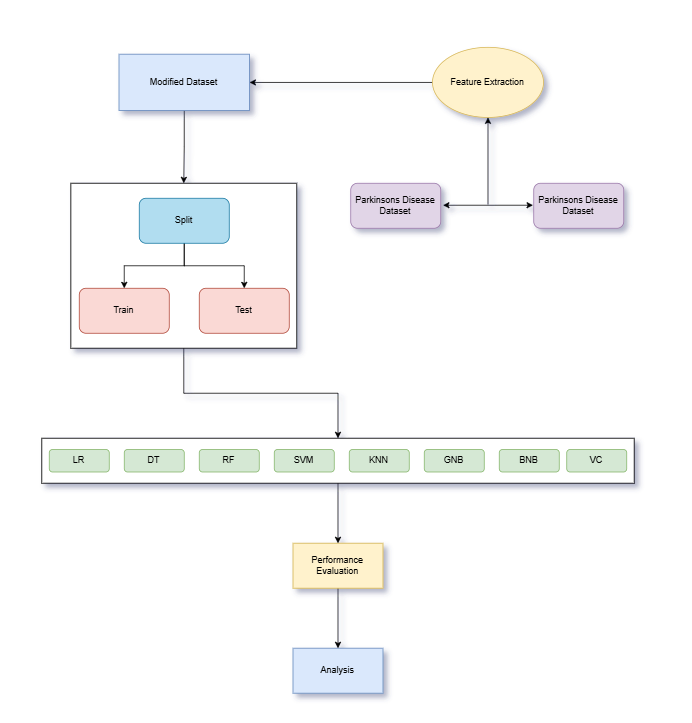 Modified Dataset
Feature Extraction
Parkinsons Disease
Dataset
Parkinsons Disease
Dataset
Split
Train
Test
LR
DT
RF
SVM
KNN
GNB
BNB
VC
Performance
Evaluation
Analysis